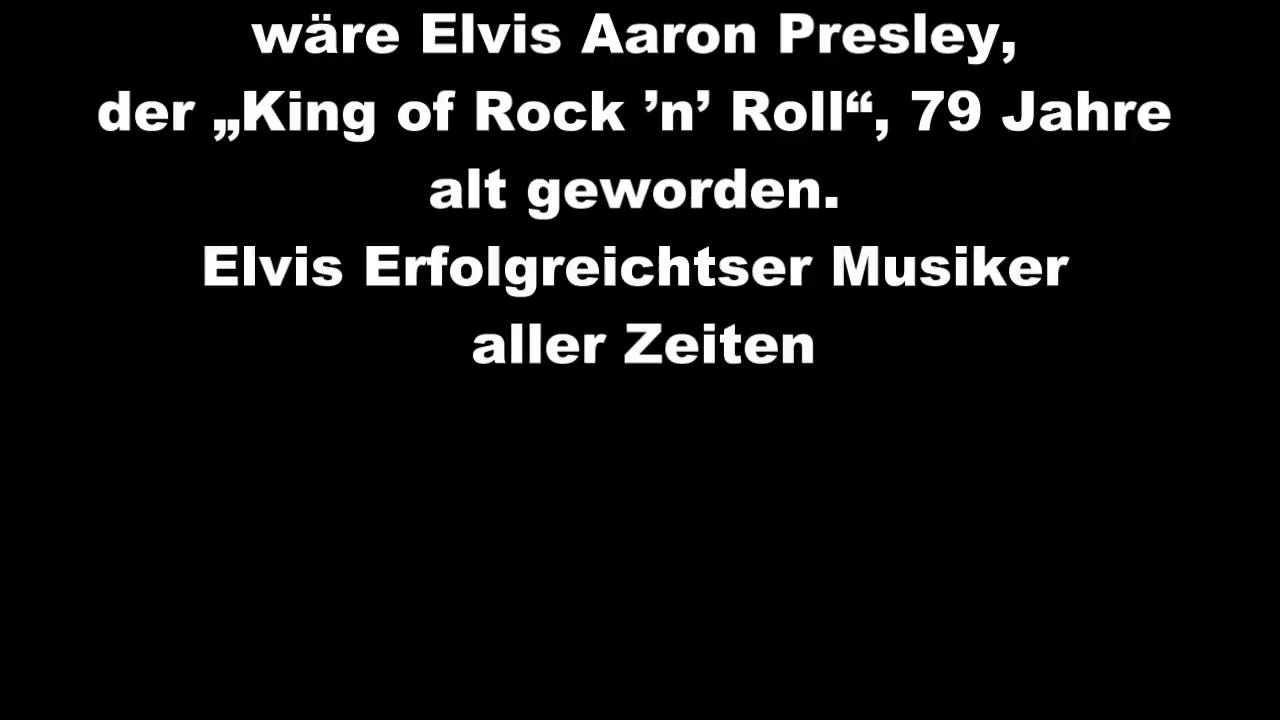 wäre Elvis Aaron Presley,
der „King of Rock ’n’ Roll“, 79 Jahre
alt geworden.
Elvis Erfolgreichtser Musiker
aller Zeiten